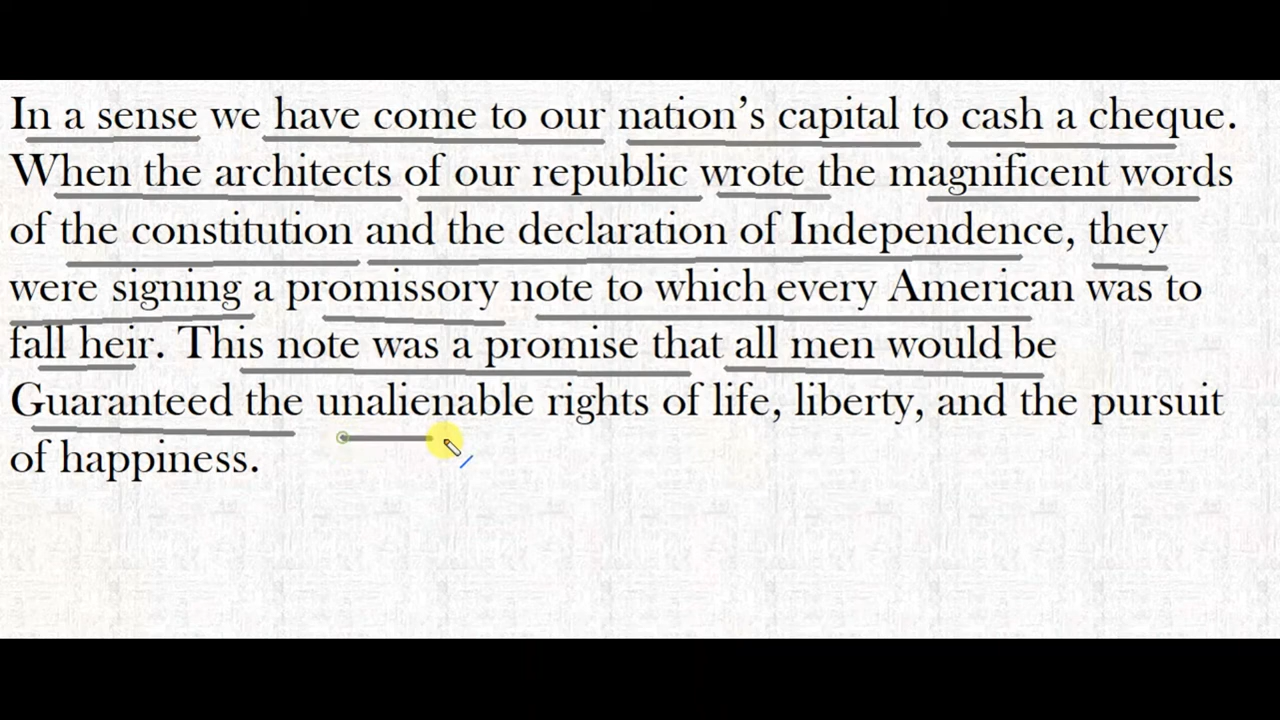 In a sense we have come to our nation’s capital to cash a cheque.
When the architects of our republic wrote the magnificent words
of the constitution and the declaration of Independence, they
were signing a promissory note to which every American was to
fall heir. This note was a promise that all men would be
Guaranteed the unalienable rights of life, liberty, and the pursuit
of happiness.